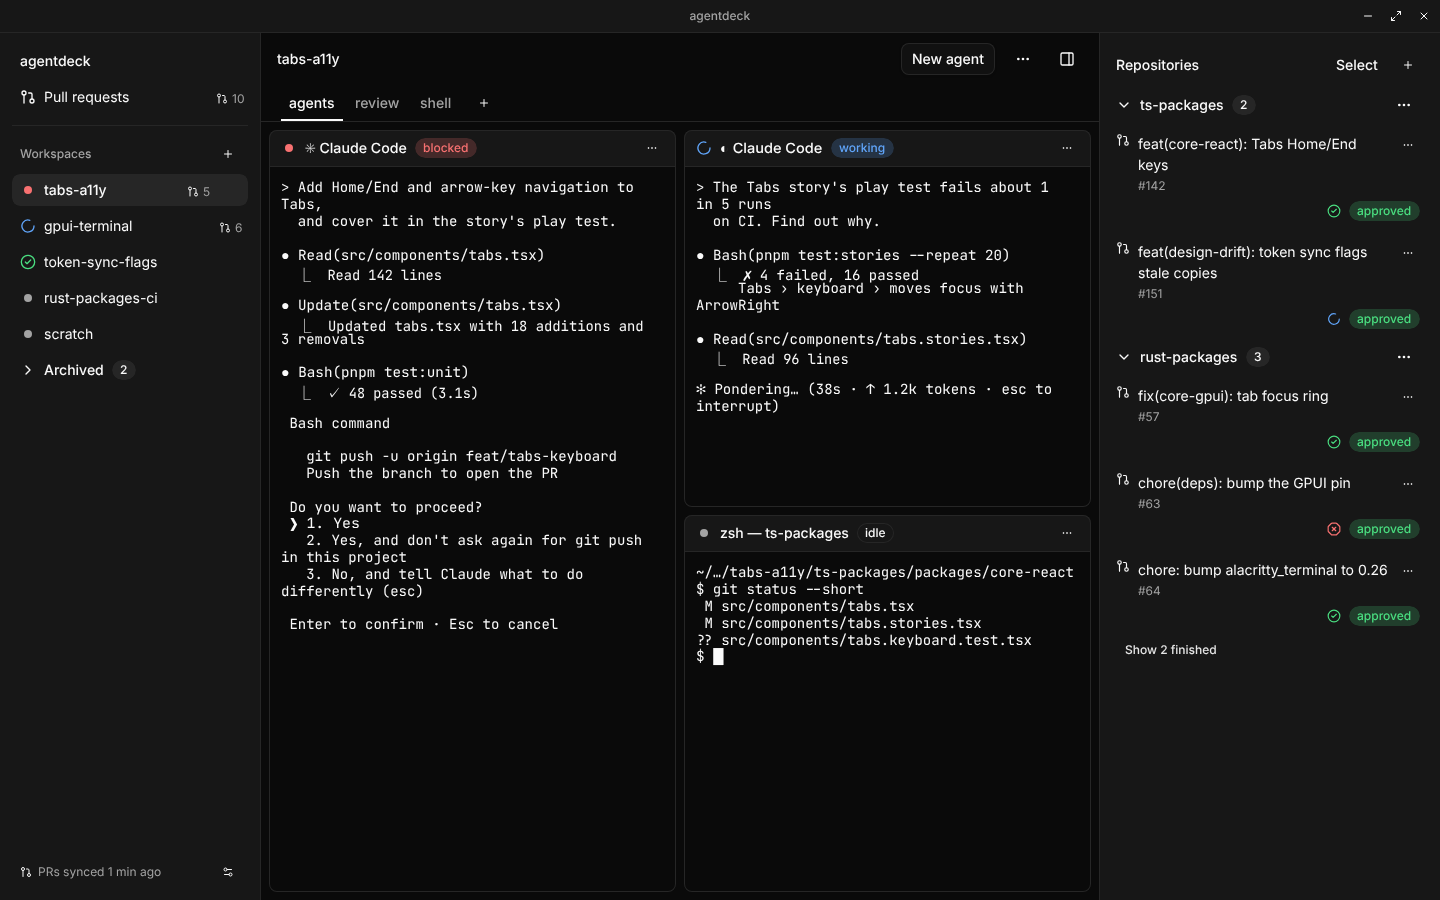 agentdeck
agentdeck
Pull requests 10
Workspaces
tabs-a11y 5
gpui-terminal 6
token-sync-flags
rust-packages-ci
scratch
Archived 2
PRs synced 1 min ago
tabs-a11y
New agent
agents review shell
✳ Claude Code blocked
> Add Home/End and arrow-key navigation to
Tabs,
and cover it in the story's play test.
● Read(src/components/tabs.tsx)
⎿ Read 142 lines
● Update(src/components/tabs.tsx)
⎿ Updated tabs.tsx with 18 additions and
3 removals
● Bash(pnpm test:unit)
⎿ ✓ 48 passed (3.1s)
Bash command
git push -u origin feat/tabs-keyboard
Push the branch to open the PR
Do you want to proceed?
❯ 1. Yes
2. Yes, and don't ask again for git push
in this project
3. No, and tell Claude what to do
differently (esc)
Enter to confirm · Esc to cancel
Claude Code working
> The Tabs story's play test fails about 1
in 5 runs
on CI. Find out why.
● Bash(pnpm test:stories --repeat 20)
⎿ ✗ 4 failed, 16 passed
Tabs › keyboard › moves focus with
ArrowRight
● Read(src/components/tabs.stories.tsx)
⎿ Read 96 lines
✻ Pondering… (38s · ↑ 1.2k tokens · esc to
interrupt)
zsh — ts-packages idle
~/…/tabs-a11y/ts-packages/packages/core-react
$ git status --short
M src/components/tabs.tsx
M src/components/tabs.stories.tsx
?? src/components/tabs.keyboard.test.tsx
$
Repositories Select
ts-packages 2
feat(core-react): Tabs Home/End
keys
#142
approved
feat(design-drift): token sync flags
stale copies
#151
approved
rust-packages 3
fix(core-gpui): tab focus ring
#57
approved
chore(deps): bump the GPUI pin
#63
approved
chore: bump alacritty_terminal to 0.26
#64
approved
Show 2 finished